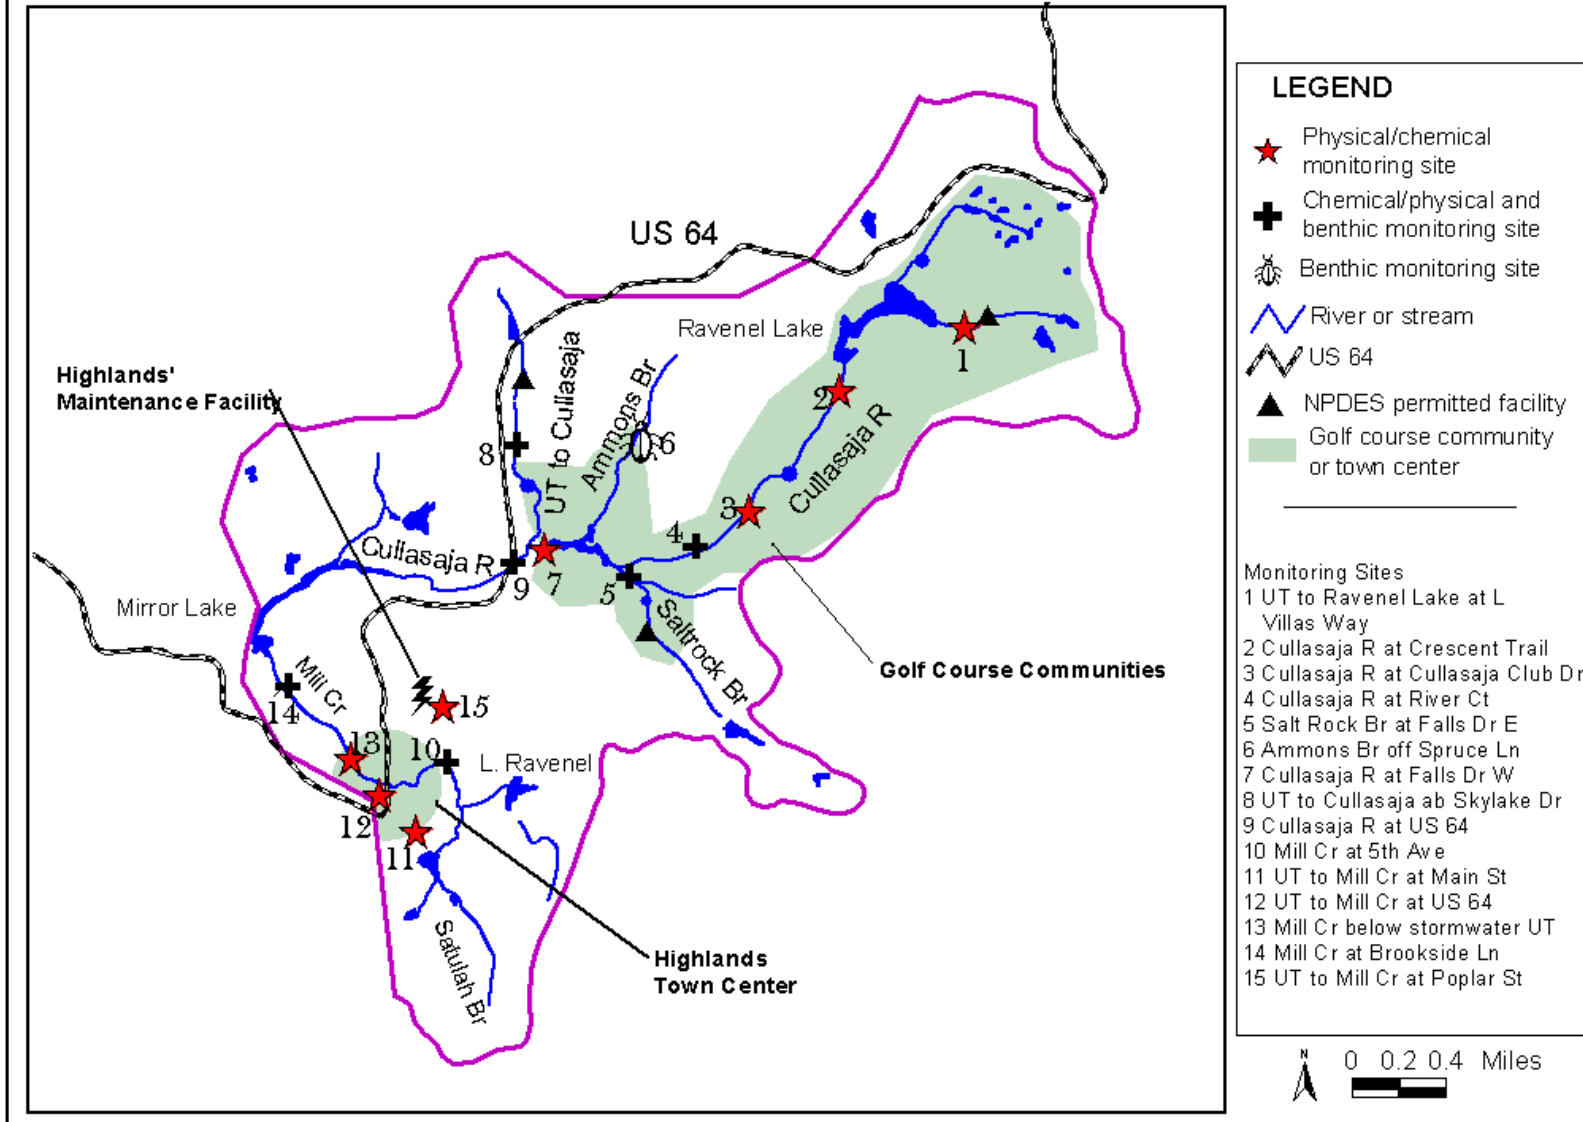 US 64
Ravenel Lake
1
2
Cullasaja R
3
4
5
Saltrock Br
6
Ammons Br
UT to Cullasaja
8
7
9
Cullasaja R
Highlands'
Maintenance Facility
Mirror Lake
Mill Cr
14
15
13
10
L. Ravenel
12
11
Satulah Br
Golf Course Communities
Highlands
Town Center
LEGEND
Physical/chemical
monitoring site
Chemical/physical and
benthic monitoring site
Benthic monitoring site
River or stream
US 64
NPDES permitted facility
Golf course community
or town center
Monitoring Sites
1 UT to Ravenel Lake at L
Villas Way
2 Cullasaja R at Crescent Trail
3 Cullasaja R at Cullasaja Club Dr
4 Cullasaja R at River Ct
5 Salt Rock Br at Falls Dr E
6 Ammons Br off Spruce Ln
7 Cullasaja R at Falls Dr W
8 UT to Cullasaja ab Skylake Dr
9 Cullasaja R at US 64
10 Mill Cr at 5th Ave
11 UT to Mill Cr at Main St
12 UT to Mill Cr at US 64
13 Mill Cr below stormwater UT
14 Mill Cr at Brookside Ln
15 UT to Mill Cr at Poplar St
N
0 0.2 0.4 Miles